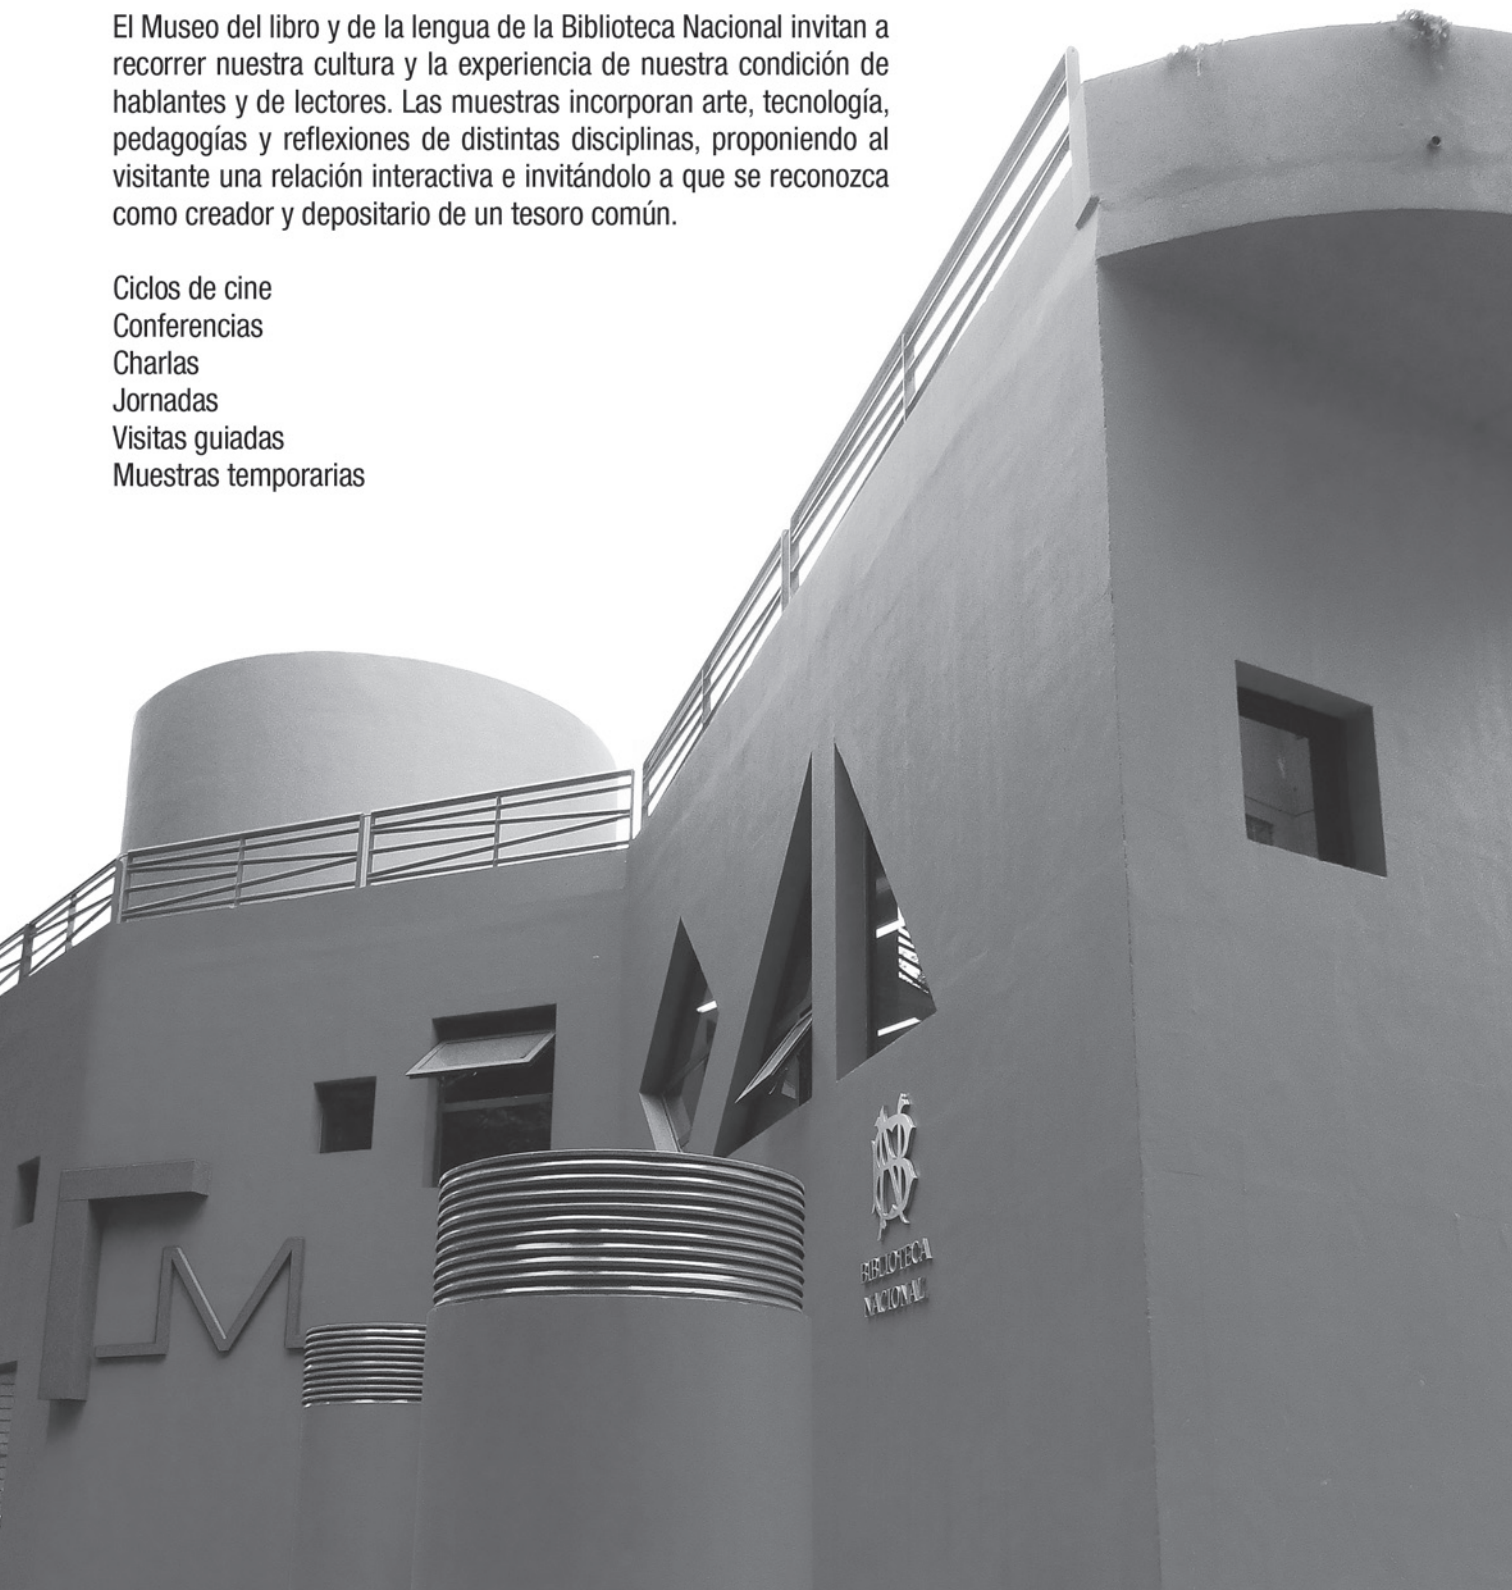 El Museo del libro y de la lengua de la Biblioteca Nacional invitan a
recorrer nuestra cultura y la experiencia de nuestra condición de
hablantes y de lectores. Las muestras incorporan arte, tecnología,
pedagogías y reflexiones de distintas disciplinas, proponiendo al
visitante una relación interactiva e invitándolo a que se reconozca
como creador y depositario de un tesoro común.
Ciclos de cine
Conferencias
Charlas
Jornadas
Visitas guiadas
Muestras temporarias
BIBLIOTECA
NACIONAL